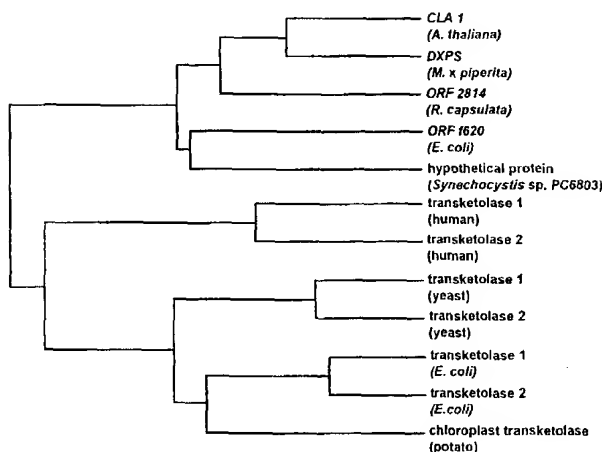 CLA 1
(A. thaliana)
DXPS
(M. x piperita)
ORF 2814
(R. capsulata)
ORF f620
(E. coli)
hypothetical protein
(Synechocystis sp. PC6803)
transketolase 1
(human)
transketolase 2
(human)
transketolase 1
(yeast)
transketolase 2
(yeast)
transketolase 1
(E. coli)
transketolase 2
(E.coli)
chloroplast transketolase
(potato)